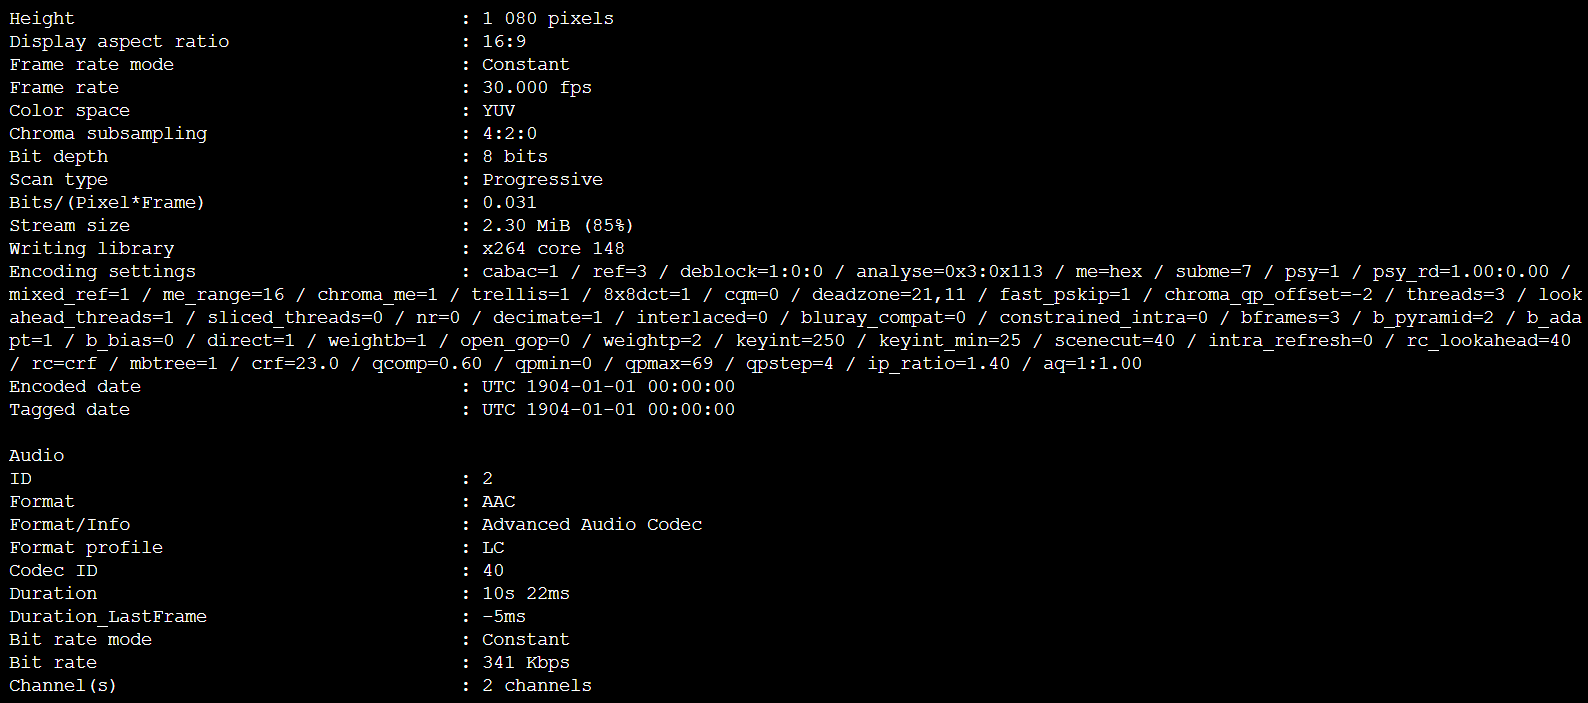 Height : 1 080 pixels
Display aspect ratio : 16:9
Frame rate mode : Constant
Frame rate : 30.000 fps
Color space : YUV
Chroma subsampling : 4:2:0
Bit depth : 8 bits
Scan type : Progressive
Bits/(Pixel*Frame) : 0.031
Stream size : 2.30 MiB (85%)
Writing library : x264 core 148
Encoding settings : cabac=1 / ref=3 / deblock=1:0:0 / analyse=0x3:0x113 / me=hex / subme=7 / psy=1 / psy_rd=1.00:0.00 /
mixed_ref=1 / me_range=16 / chroma_me=1 / trellis=1 / 8x8dct=1 / cqm=0 / deadzone=21,11 / fast_pskip=1 / chroma_qp_offset=-2 / threads=3 / look
ahead_threads=1 / sliced_threads=0 / nr=0 / decimate=1 / interlaced=0 / bluray_compat=0 / constrained_intra=0 / bframes=3 / b_pyramid=2 / b_ada
pt=1 / b_bias=0 / direct=1 / weightb=1 / open_gop=0 / weightp=2 / keyint=250 / keyint_min=25 / scenecut=40 / intra_refresh=0 / rc_lookahead=40
/ rc=crf / mbtree=1 / crf=23.0 / qcomp=0.60 / qpmin=0 / qpmax=69 / qpstep=4 / ip_ratio=1.40 / aq=1:1.00
Encoded date : UTC 1904-01-01 00:00:00
Tagged date : UTC 1904-01-01 00:00:00
Audio
ID : 2
Format : AAC
Format/Info : Advanced Audio Codec
Format profile : LC
Codec ID : 40
Duration : 10s 22ms
Duration_LastFrame : -5ms
Bit rate mode : Constant
Bit rate : 341 Kbps
Channel(s) : 2 channels